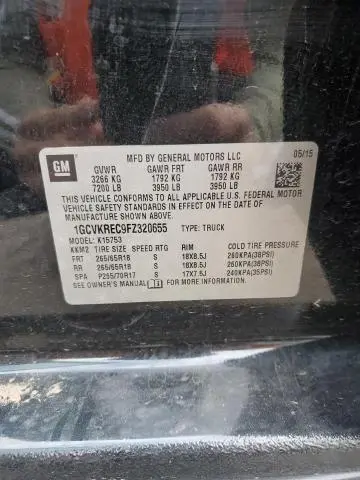 MFD BY GENERAL MOTORS LLC 05/15
GM GVWR GAWR FRT GAWR RR
3266 KG 1792 KG 1792 KG
7200 LB 3950 LB 3950 LB
THIS VEHICLE CONFORMS TO ALL APPLICABLE U.S. FEDERAL MOTOR
VEHICLE SAFETY STANDARDS IN EFFECT ON THE DATE OF
MANUFACTURE SHOWN ABOVE.
1GCVKREC9FZ320655 TYPE: TRUCK
MODEL: K15753
KKM2 TIRE SIZE SPEED RTG RIM COLD TIRE PRESSURE
FRT 265/65R18 S 18X8.5J 260KPA(38PSI)
RR 265/65R18 S 18X8.5J 260KPA(38PSI)
SPA P265/70R17 S 17X7.5J 240KPA(35PSI)
SEE OWNER'S MANUAL FOR MORE INFORMATION.